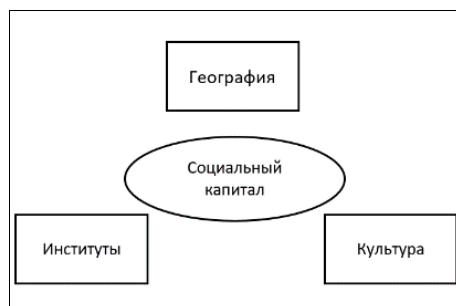 География
Социальный
капитал
Институты
Культура